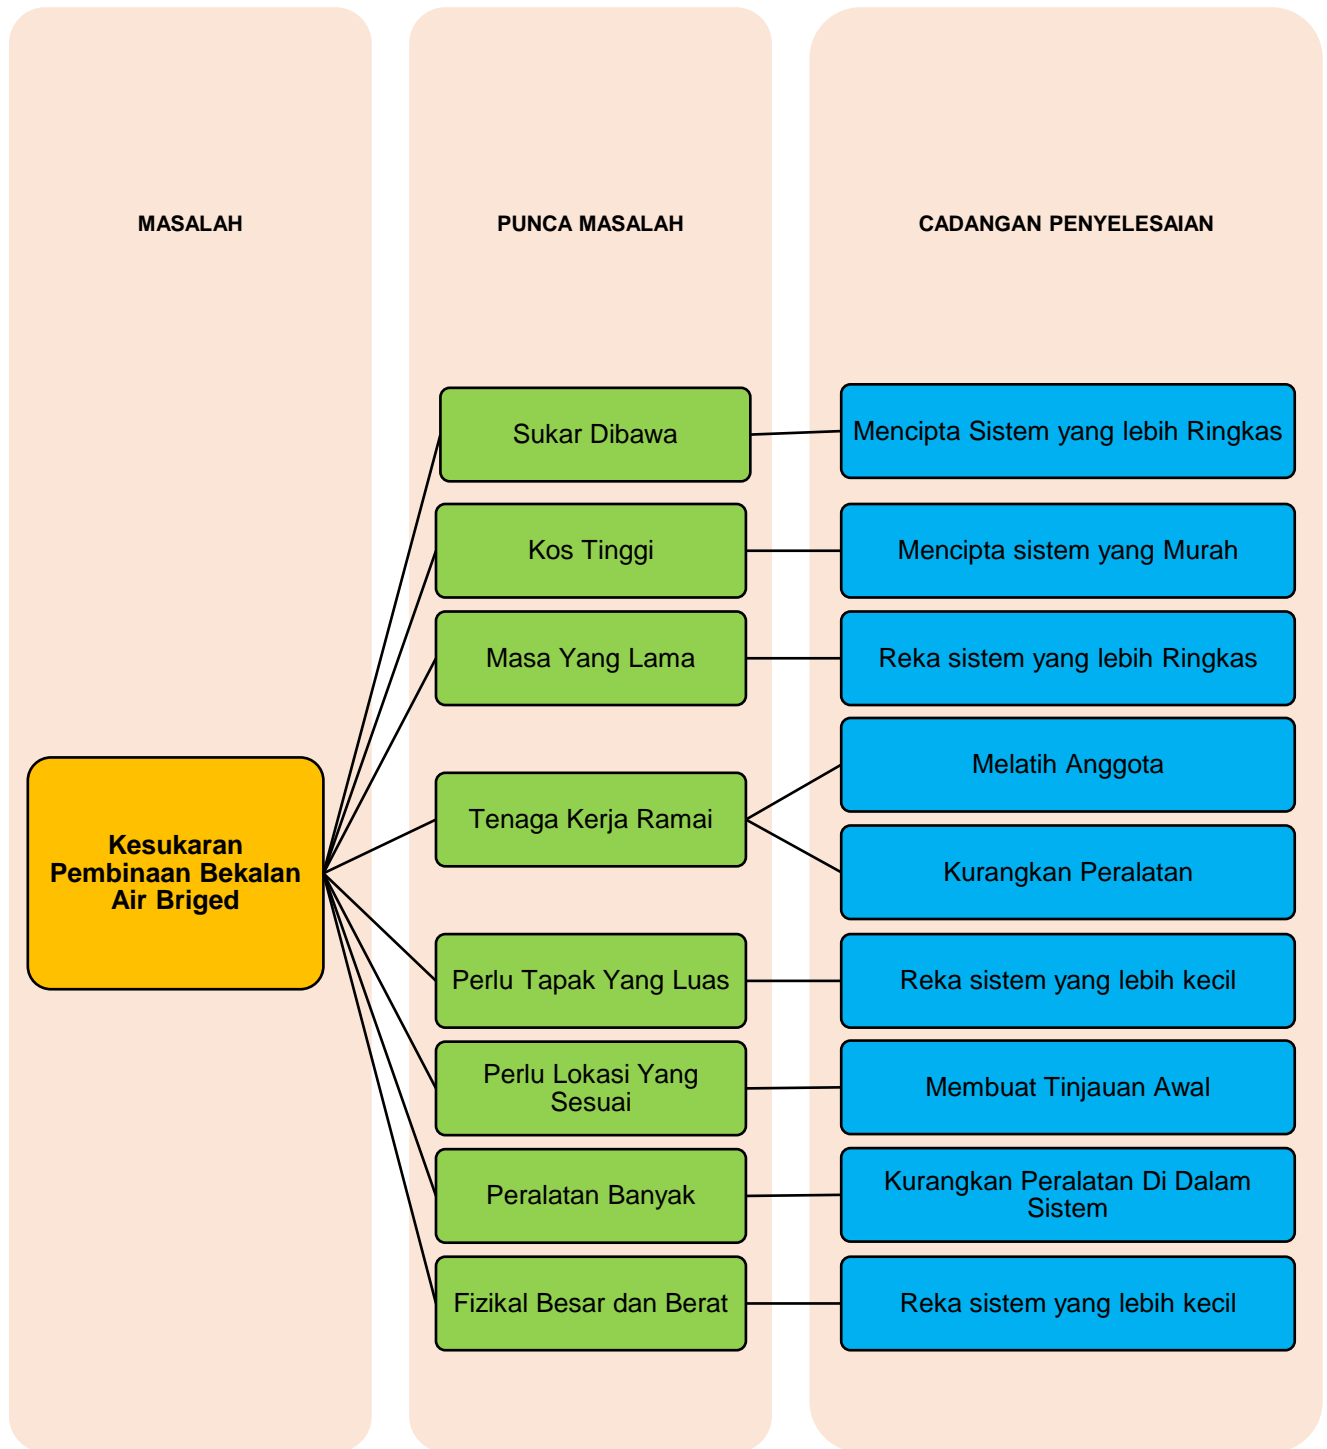 MASALAH
PUNCA MASALAH
CADANGAN PENYELESAIAN
Kesukaran
Pembinaan Bekalan
Air Briged
Sukar Dibawa
Mencipta Sistem yang lebih Ringkas
Kos Tinggi
Mencipta sistem yang Murah
Masa Yang Lama
Reka sistem yang lebih Ringkas
Tenaga Kerja Ramai
Melatih Anggota
Kurangkan Peralatan
Perlu Tapak Yang Luas
Reka sistem yang lebih kecil
Perlu Lokasi Yang
Sesuai
Membuat Tinjauan Awal
Peralatan Banyak
Kurangkan Peralatan Di Dalam
Sistem
Fizikal Besar dan Berat
Reka sistem yang lebih kecil